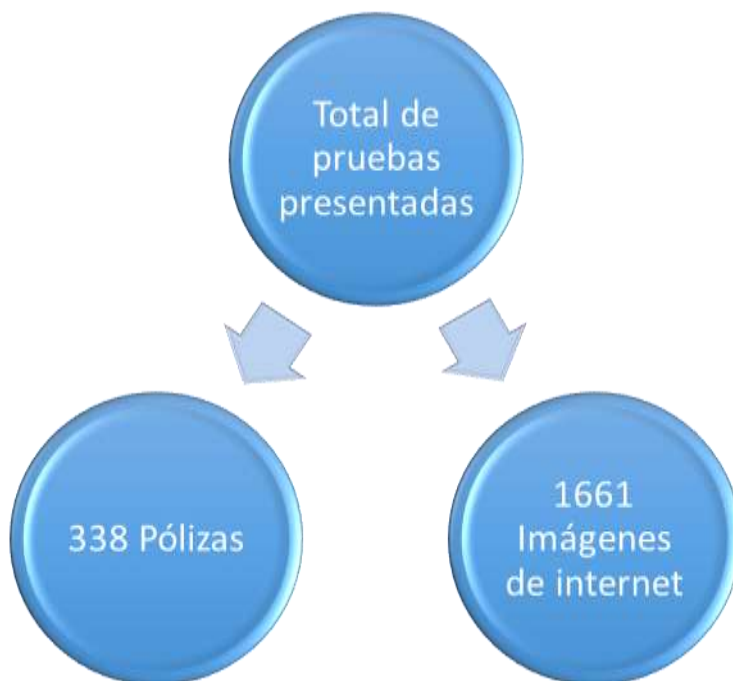 Total de
pruebas
presentadas
338 Pólizas
1661
Imágenes
de internet